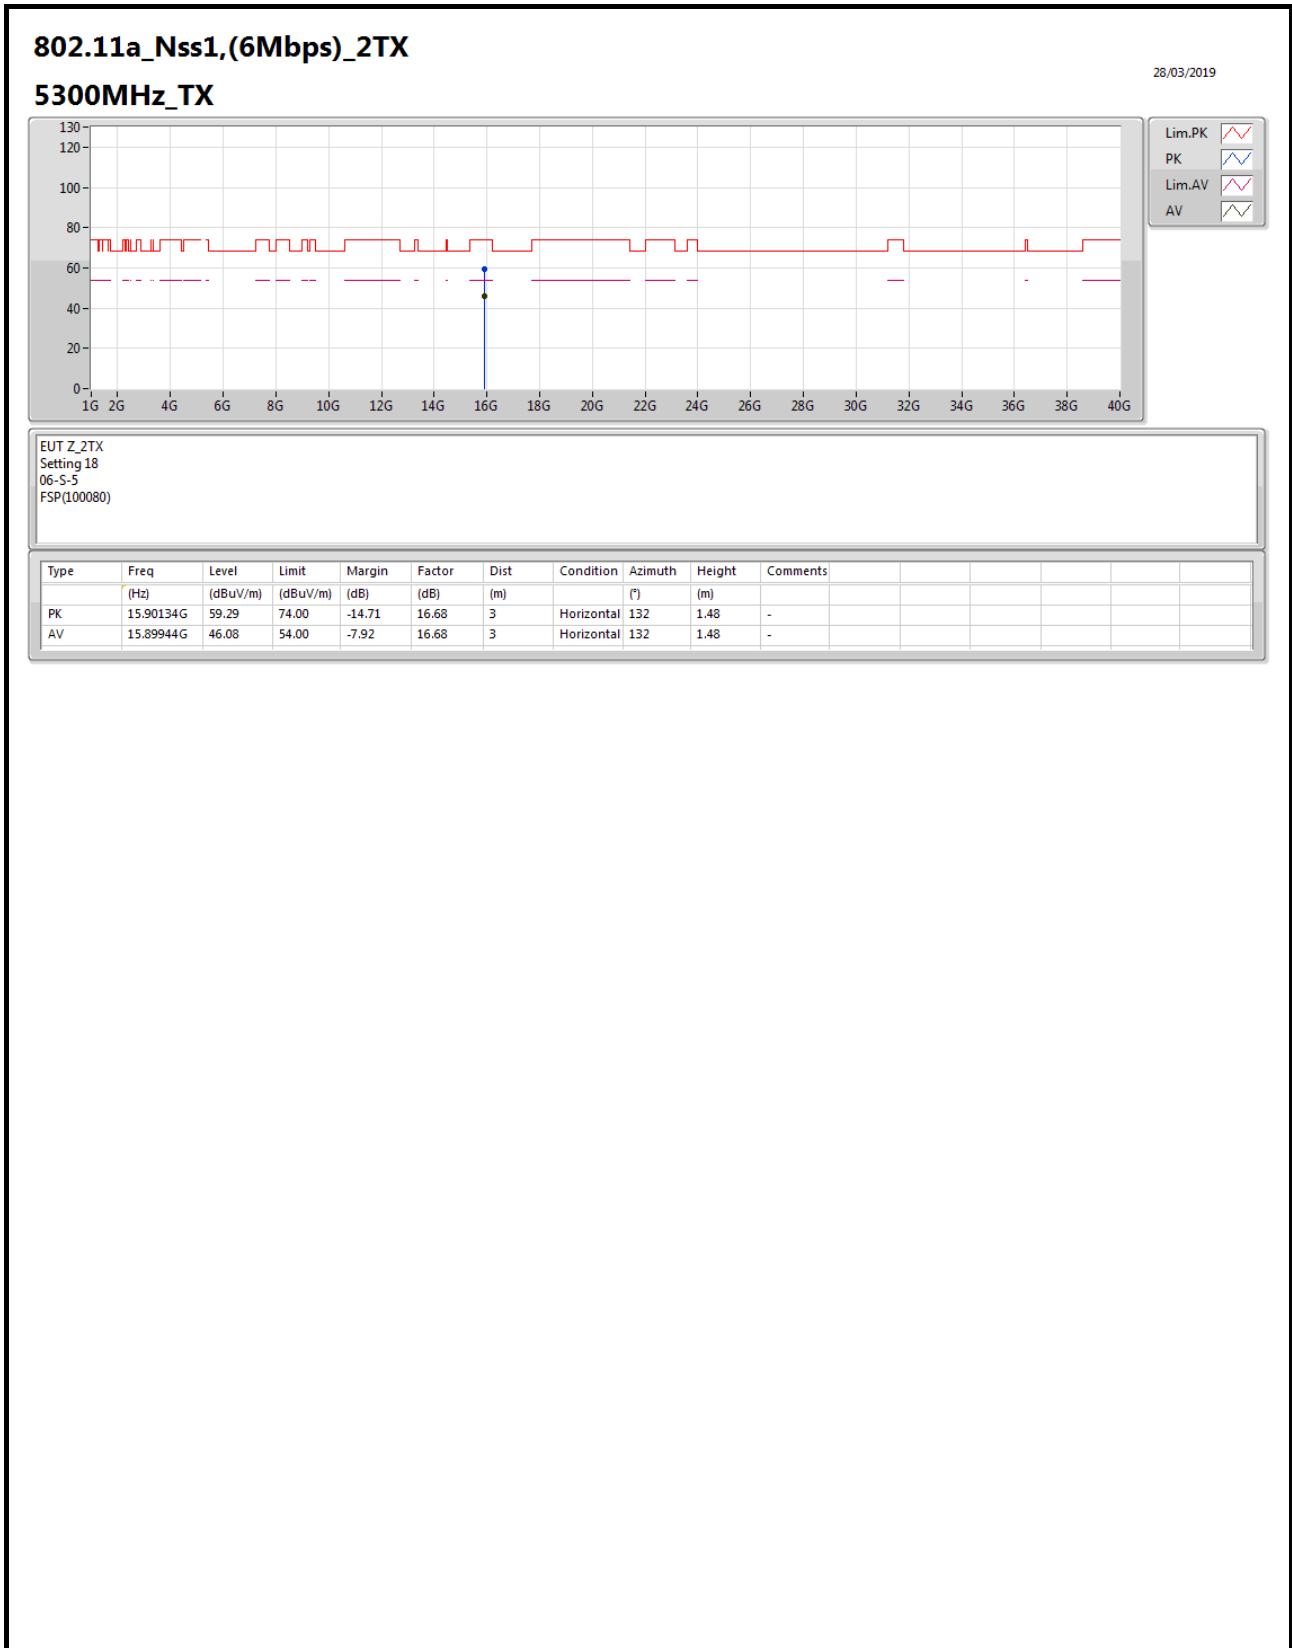 802.11a_Nss1,(6Mbps)_2TX
28/03/2019
5300MHz_TX
130
120
100
80
60
40
20
0
1G 2G 4G 6G 8G 10G 12G 14G 16G 18G 20G 22G 24G 26G 28G 30G 32G 34G 36G 38G 40G
Lim.PK
PK
Lim.AV
AV
EUT Z_2TX
Setting 18
06-S-5
FSP(100080)
Type Freq Level Limit Margin Factor Dist Condition Azimuth Height Comments
(Hz) (dBuV/m) (dBuV/m) (dB) (dB) (m) (°) (m)
PK 15.90134G 59.29 74.00 -14.71 16.68 3 Horizontal 132 1.48 -
AV 15.89944G 46.08 54.00 -7.92 16.68 3 Horizontal 132 1.48 -